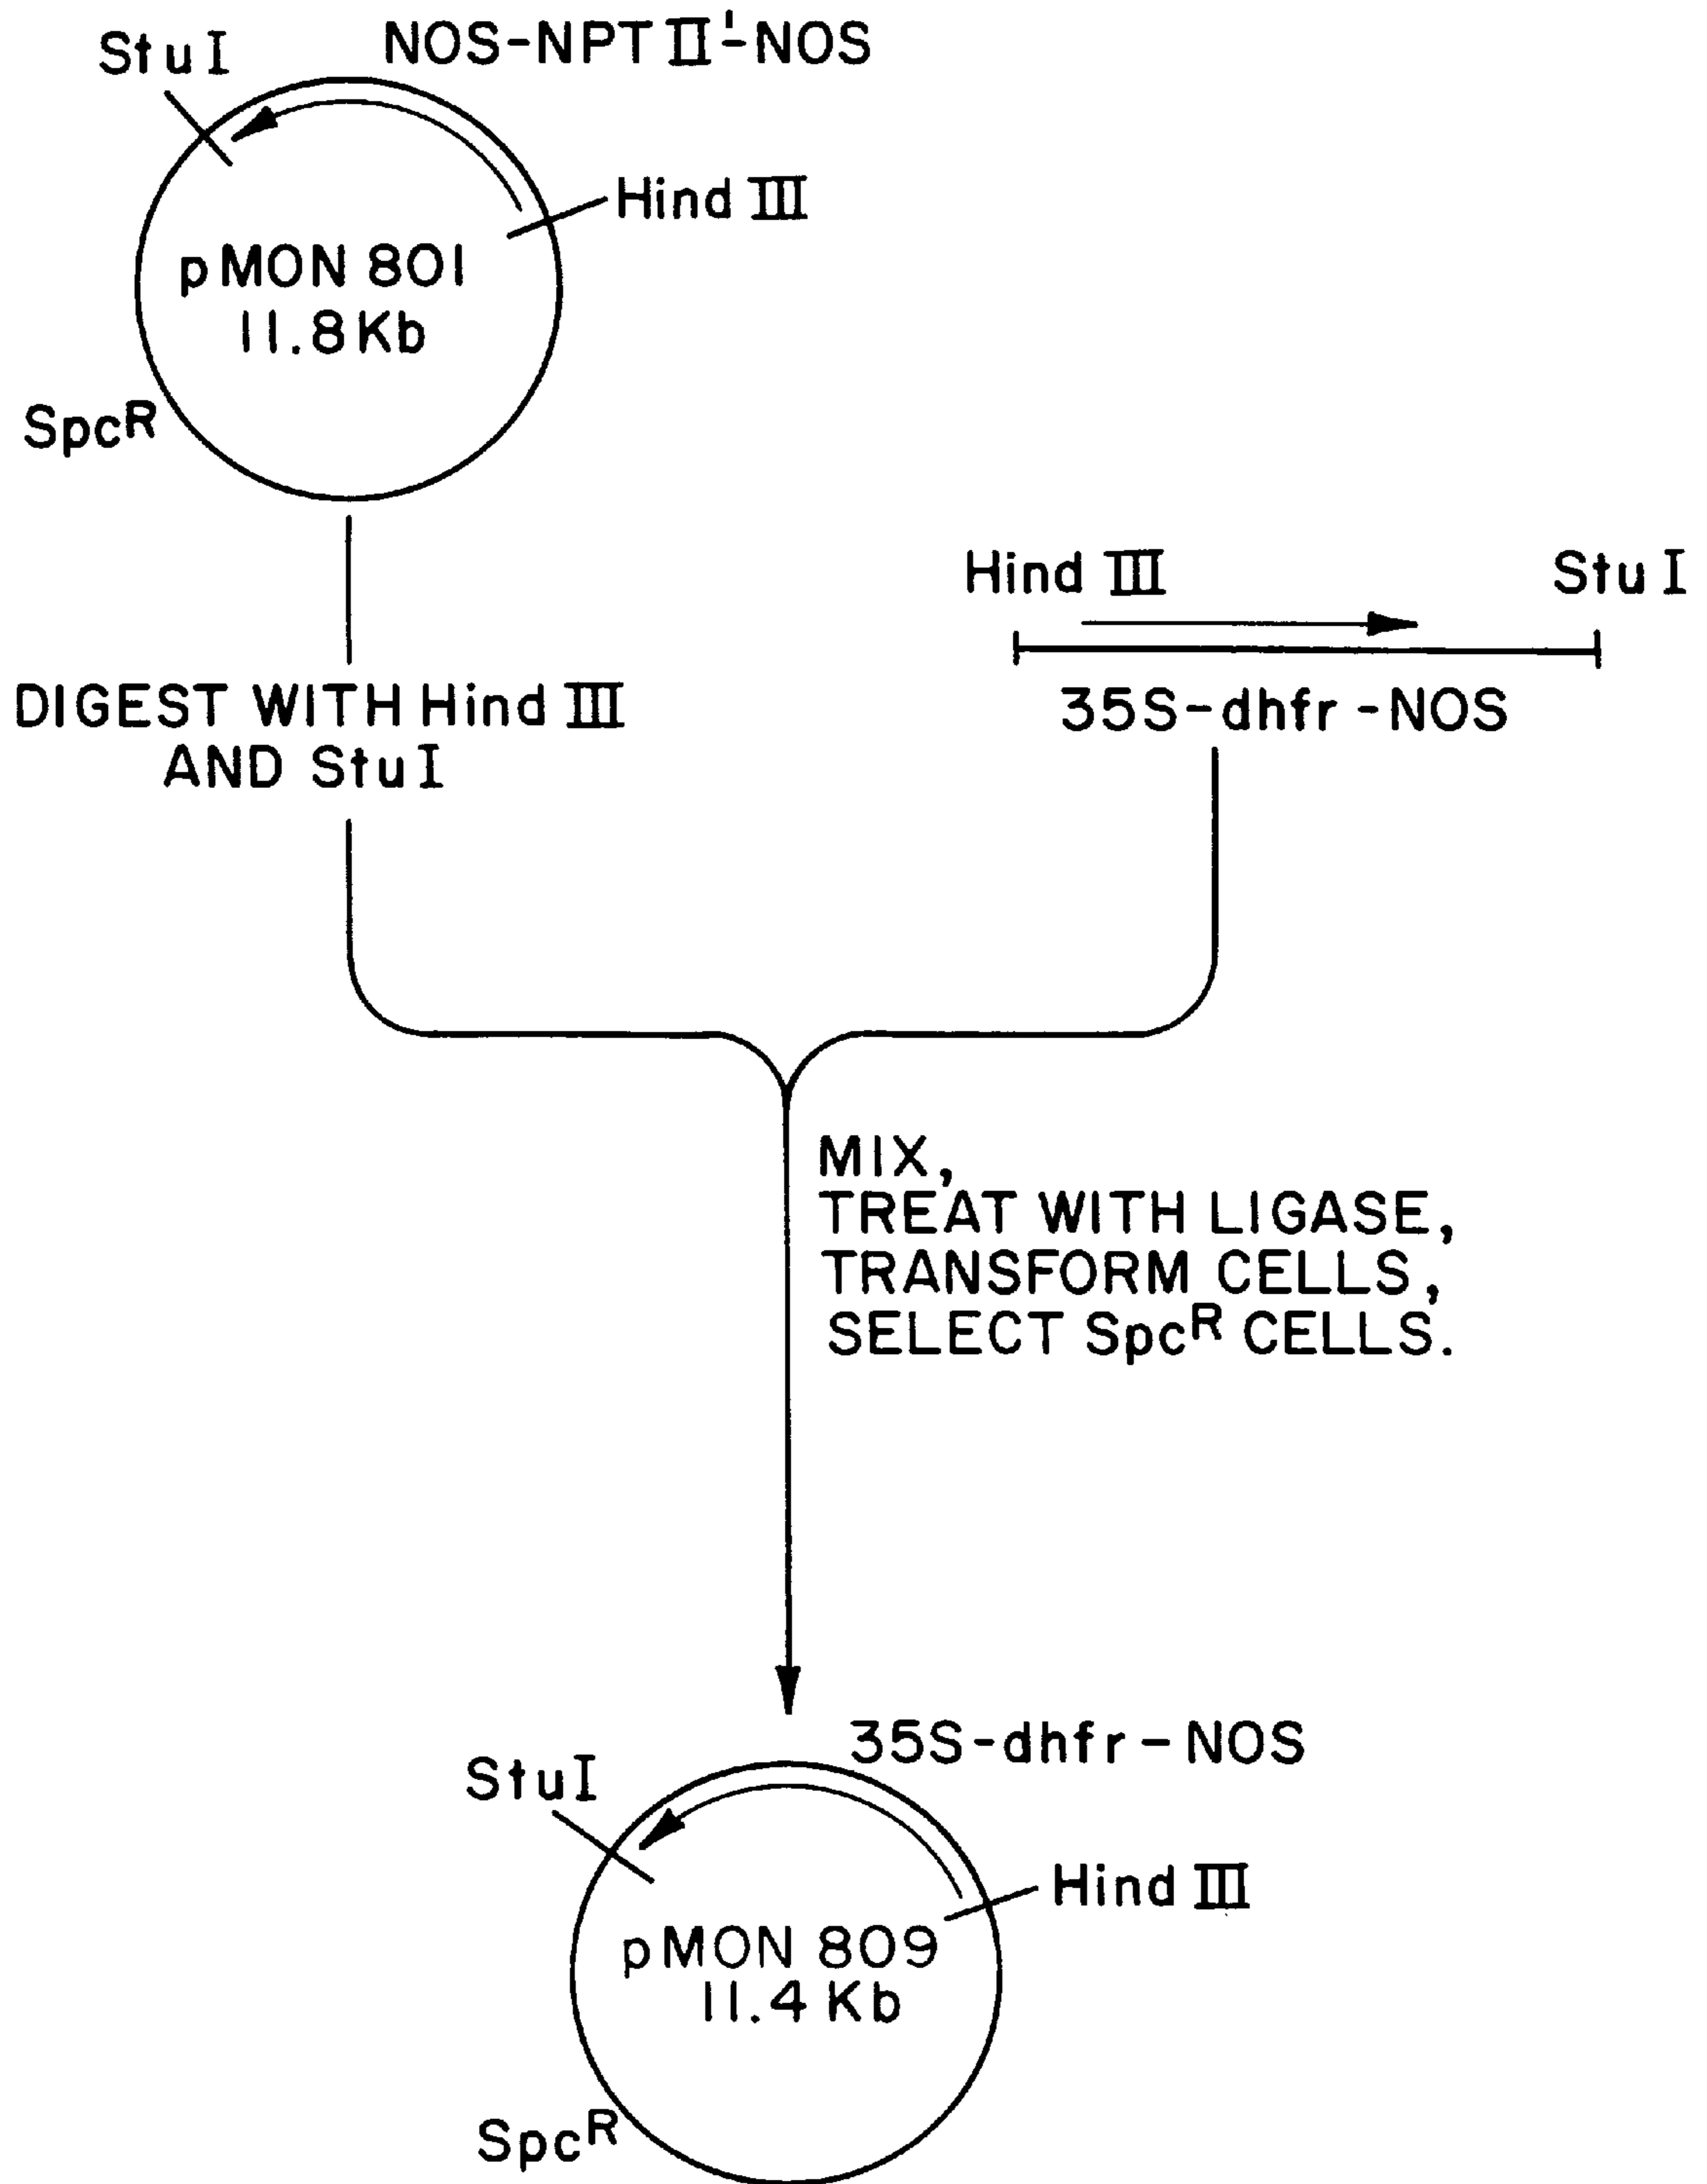 Stu I
NOS-NPT II'-NOS
Hind III
pMON 801
11.8 Kb
SpcR
Hind III
Stu I
35S-dhfr-NOS
DIGEST WITH Hind III
AND Stu I
MIX,
TREAT WITH LIGASE,
TRANSFORM CELLS,
SELECT SpcR CELLS.
35S-dhfr-NOS
Stu I
Hind III
pMON 809
11.4 Kb
SpcR